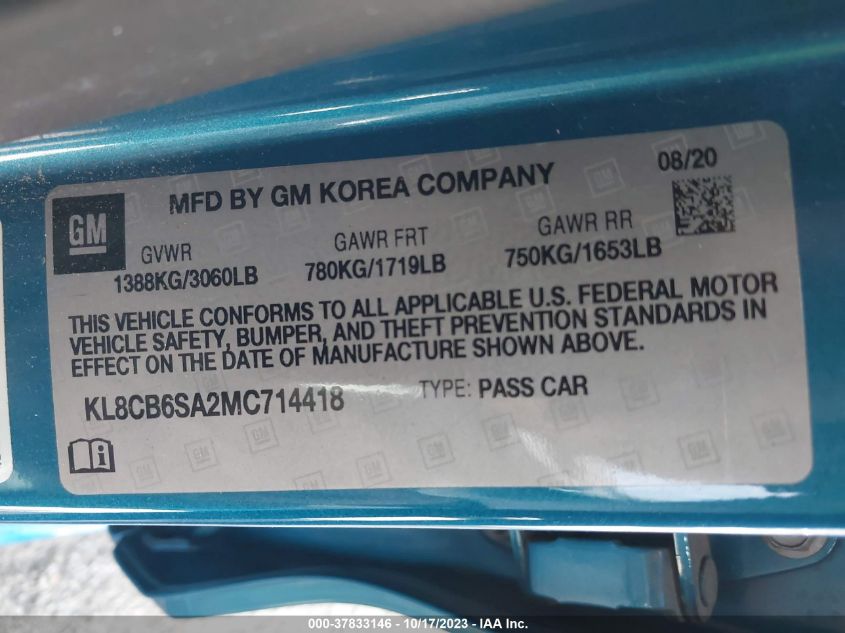 MFD BY GM KOREA COMPANY
08/20
GM
GVWR
GAWR FRT
GAWR RR
1388KG/3060LB
780KG/1719LB
750KG/1653LB
THIS VEHICLE CONFORMS TO ALL APPLICABLE U.S. FEDERAL MOTOR
VEHICLE SAFETY, BUMPER, AND THEFT PREVENTION STANDARDS IN
EFFECT ON THE DATE OF MANUFACTURE SHOWN ABOVE.
KL8CB6SA2MC714418
TYPE: PASS CAR
000-37833146 - 10/17/2023 - IAA Inc.